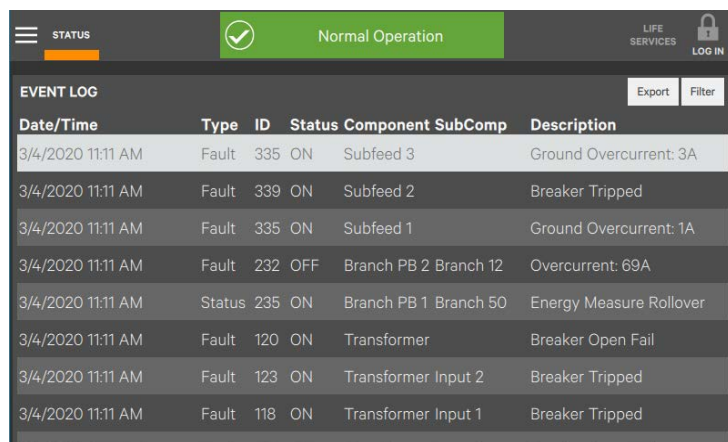 STATUS
Normal Operation
LIFE
SERVICES
LOG IN
EVENT LOG
Export Filter
Date/Time Type ID Status Component SubComp Description
3/4/2020 11:11 AM Fault 335 ON Subfeed 3 Ground Overcurrent: 3A
3/4/2020 11:11 AM Fault 339 ON Subfeed 2 Breaker Tripped
3/4/2020 11:11 AM Fault 335 ON Subfeed 1 Ground Overcurrent: 1A
3/4/2020 11:11 AM Fault 232 OFF Branch PB 2 Branch 12 Overcurrent: 69A
3/4/2020 11:11 AM Status 235 ON Branch PB 1 Branch 50 Energy Measure Rollover
3/4/2020 11:11 AM Fault 120 ON Transformer Breaker Open Fail
3/4/2020 11:11 AM Fault 123 ON Transformer Input 2 Breaker Tripped
3/4/2020 11:11 AM Fault 118 ON Transformer Input 1 Breaker Tripped